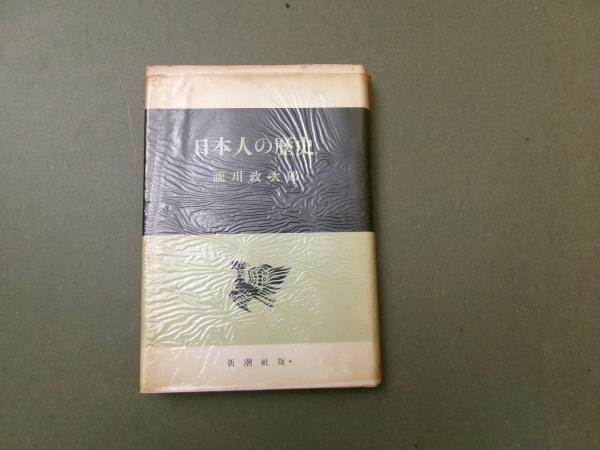 日本人の歴史
瀧川政次郎
新潮社版